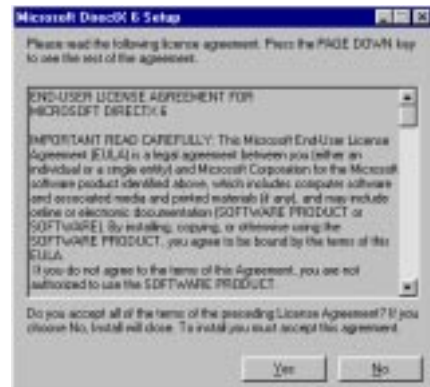 Microsoft DirectX 6 Setup
Please read the following license agreement. Press the PAGE DOWN key
to see the rest of the agreement.
END-USER LICENSE AGREEMENT FOR
MICROSOFT DIRECTX 6
IMPORTANT READ CAREFULLY: This Microsoft End-User License
Agreement (EULA) is a legal agreement between you (either an
individual or a single entity) and Microsoft Corporation for the Microsoft
software product identified above, which includes computer software
and associated media and printed materials (if any), and may include
online or electronic documentation (SOFTWARE PRODUCT or
SOFTWARE). By installing, copying, or otherwise using the
SOFTWARE PRODUCT, you agree to be bound by the terms of this
EULA.
If you do not agree to the terms of this Agreement, you are not
authorized to use the SOFTWARE PRODUCT.
Do you accept all of the terms of the preceding License Agreement? If you
choose No, Install will close. To install you must accept this agreement.
Yes
No